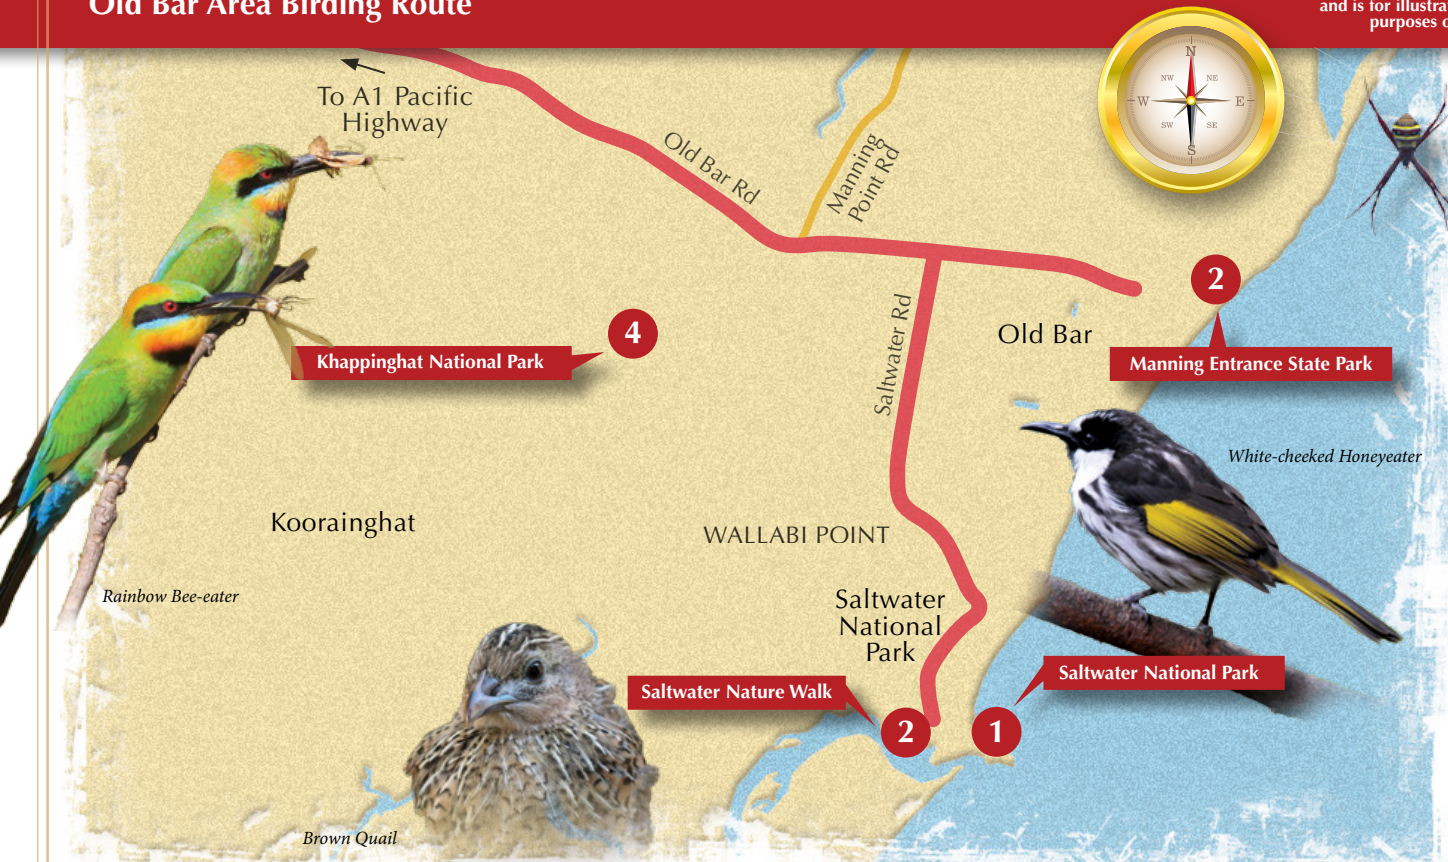 Old Bar Area Birding Route
and is for illustra
purposes o
To A1 Pacific
Highway
Old Bar Rd
Manning
Point Rd
N
NW
NE
W
E
SW
SE
S
2
Manning Entrance State Park
4
Khappinghat National Park
Saltwater Rd
Old Bar
White-cheeked Honeyeater
Koorainghat
WALLABI POINT
Rainbow Bee-eater
Saltwater
National
Park
Saltwater National Park
Saltwater Nature Walk
2
1
Brown Quail